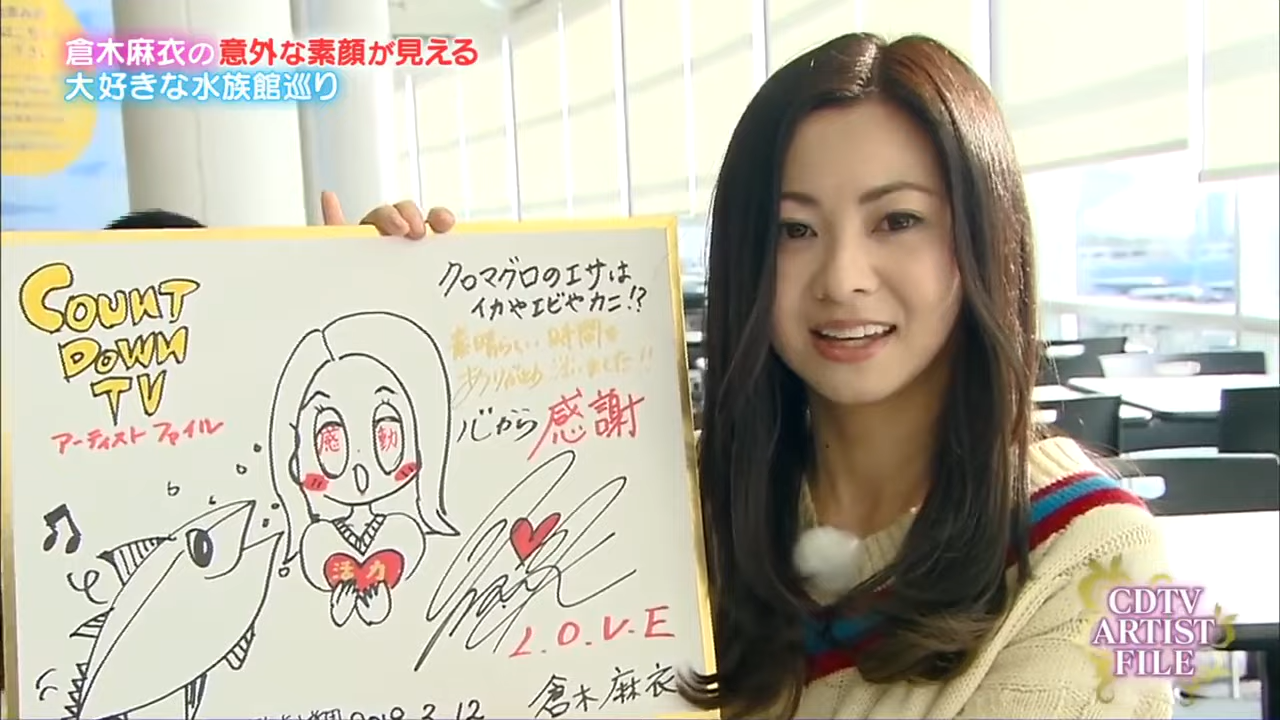 倉木麻衣の意外な素顔が見える
大好きな水族館巡り
COUNT
DOWN
TV
アーティストファイル
クロマグロのエサは
イカやエビやカニ!?
素晴らしい時間を
ありがとうございました!!
心から感謝
感 動
活力
L.O.V.E
倉木麻衣
CDTV
ARTIST
FILE